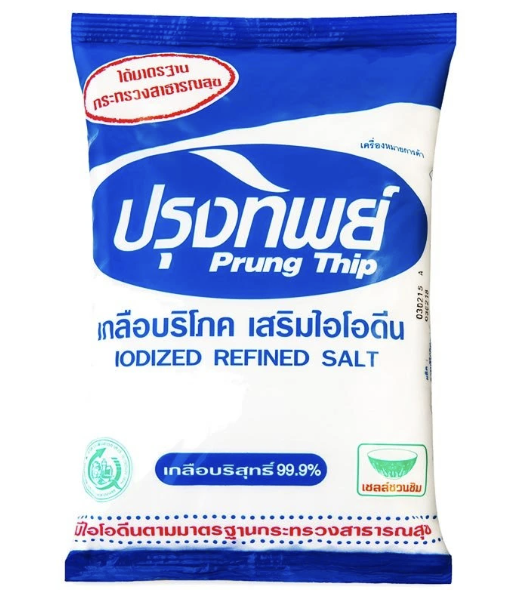 ได้มาตรฐาน
กระทรวงสาธารณสุข
เครื่องหมายการค้า
ปรุงทิพย์
Prung Thip
เกลือบริโภค เสริมไอโอดีน
IODIZED REFINED SALT
030215 A
เกลือบริสุทธิ์ 99.9%
เชลล์ชวนชิม
มีไอโอดีนตามมาตรฐานกระทรวงสาธารณสุข